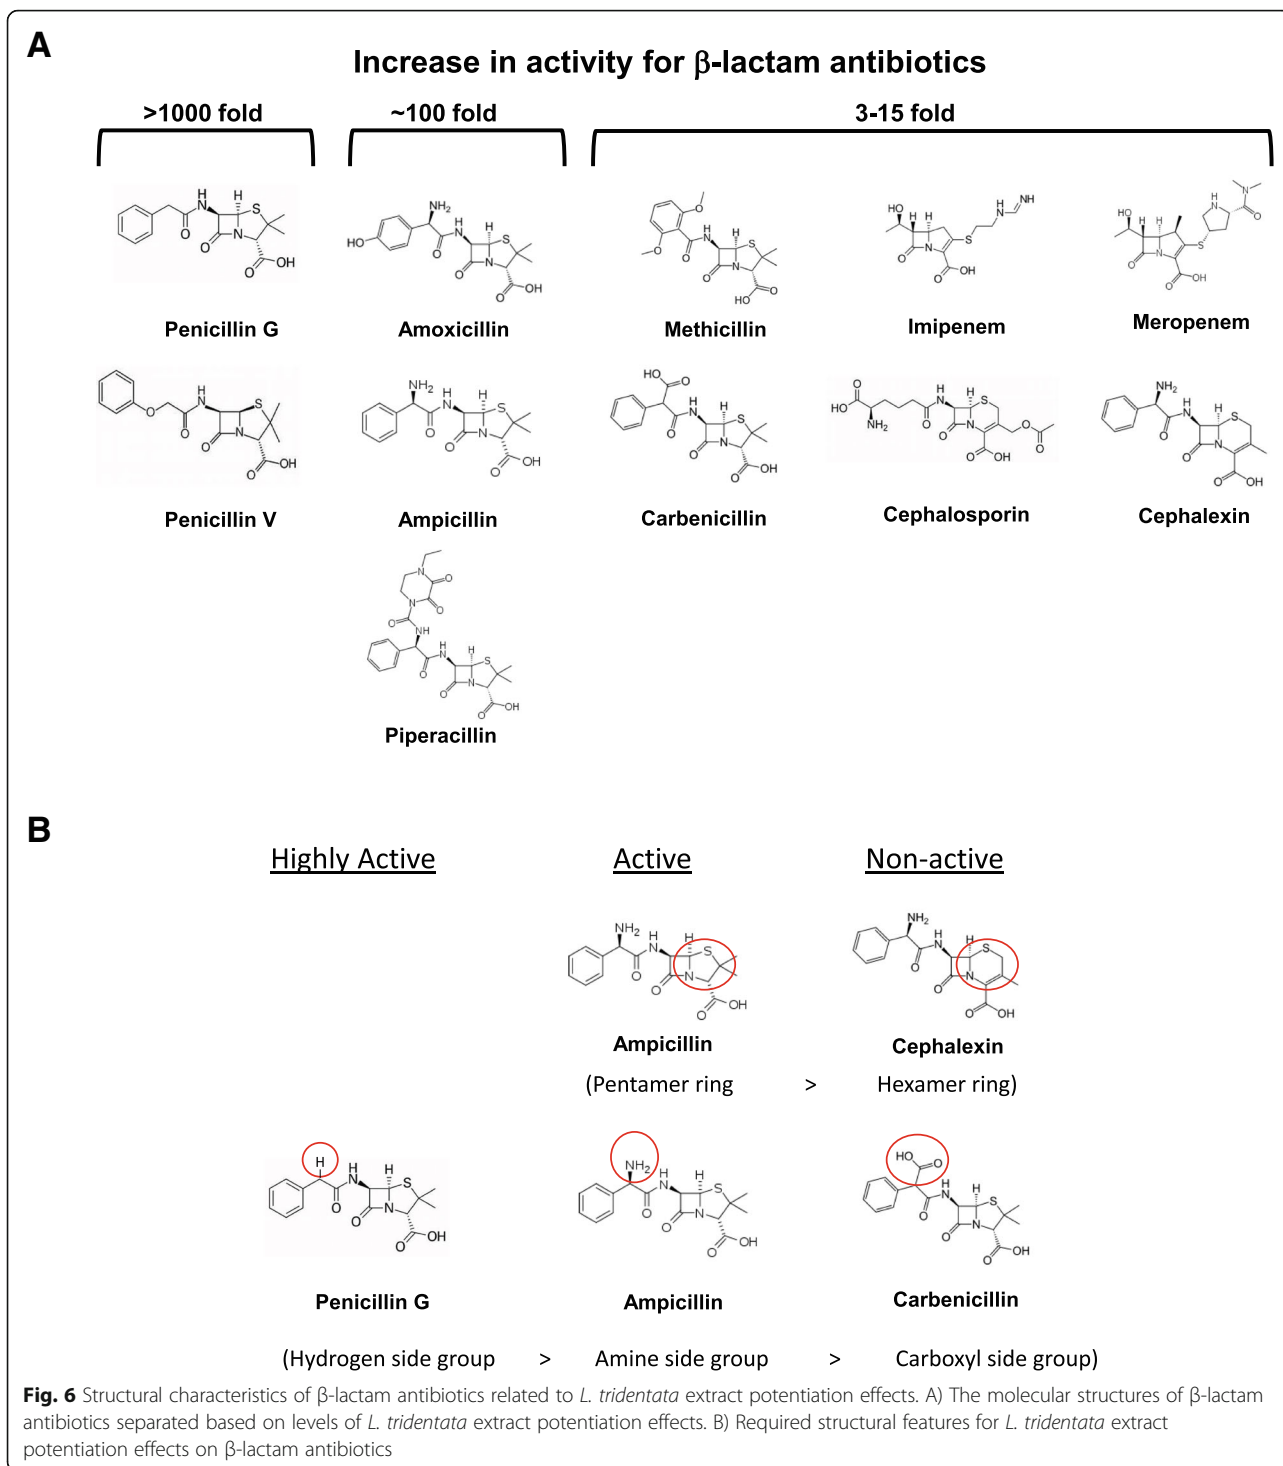 A
Increase in activity for β-lactam antibiotics
>1000 fold ~100 fold 3-15 fold
Penicillin G Amoxicillin Methicillin Imipenem Meropenem
Penicillin V Ampicillin Carbenicillin Cephalosporin Cephalexin
Piperacillin
B
Highly Active Active Non-active
Ampicillin Cephalexin
(Pentamer ring > Hexamer ring)
Penicillin G Ampicillin Carbenicillin
(Hydrogen side group > Amine side group > Carboxyl side group)
Fig. 6 Structural characteristics of β-lactam antibiotics related to L. tridentata extract potentiation effects. A) The molecular structures of β-lactam
antibiotics separated based on levels of L. tridentata extract potentiation effects. B) Required structural features for L. tridentata extract
potentiation effects on β-lactam antibiotics